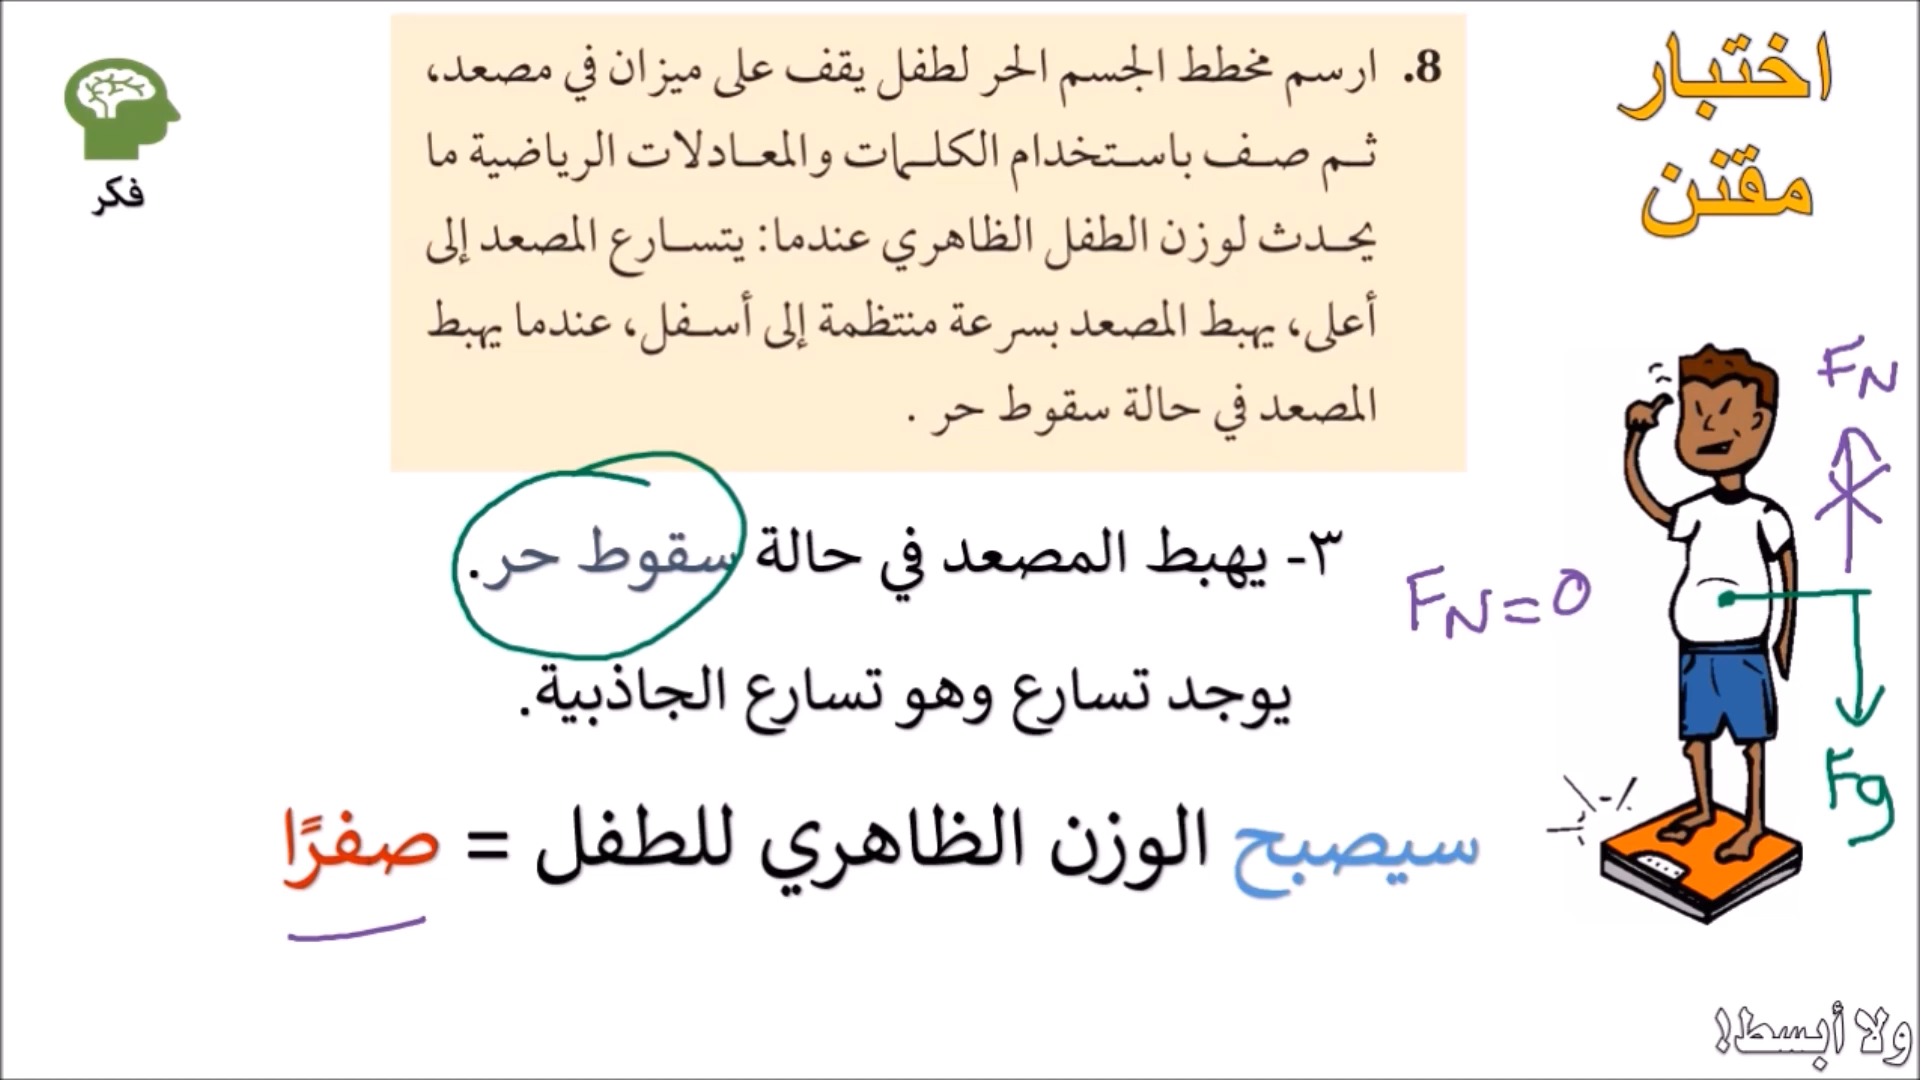 اختبار
مقنن
فكر
8. ارسم مخطط الجسم الحر لطفل يقف على ميزان في مصعد،
ثم صف باستخدام الكلمات والمعادلات الرياضية ما
يحدث لوزن الطفل الظاهري عندما: يتسارع المصعد إلى
أعلى، يهبط المصعد بسرعة منتظمة إلى أسفل، عندما يهبط
المصعد في حالة سقوط حر .
٣- يهبط المصعد في حالة سقوط حر.
يوجد تسارع وهو تسارع الجاذبية.
سيصبح الوزن الظاهري للطفل = صفرًا
FN
FN=0
Fg
ولا أبسط!